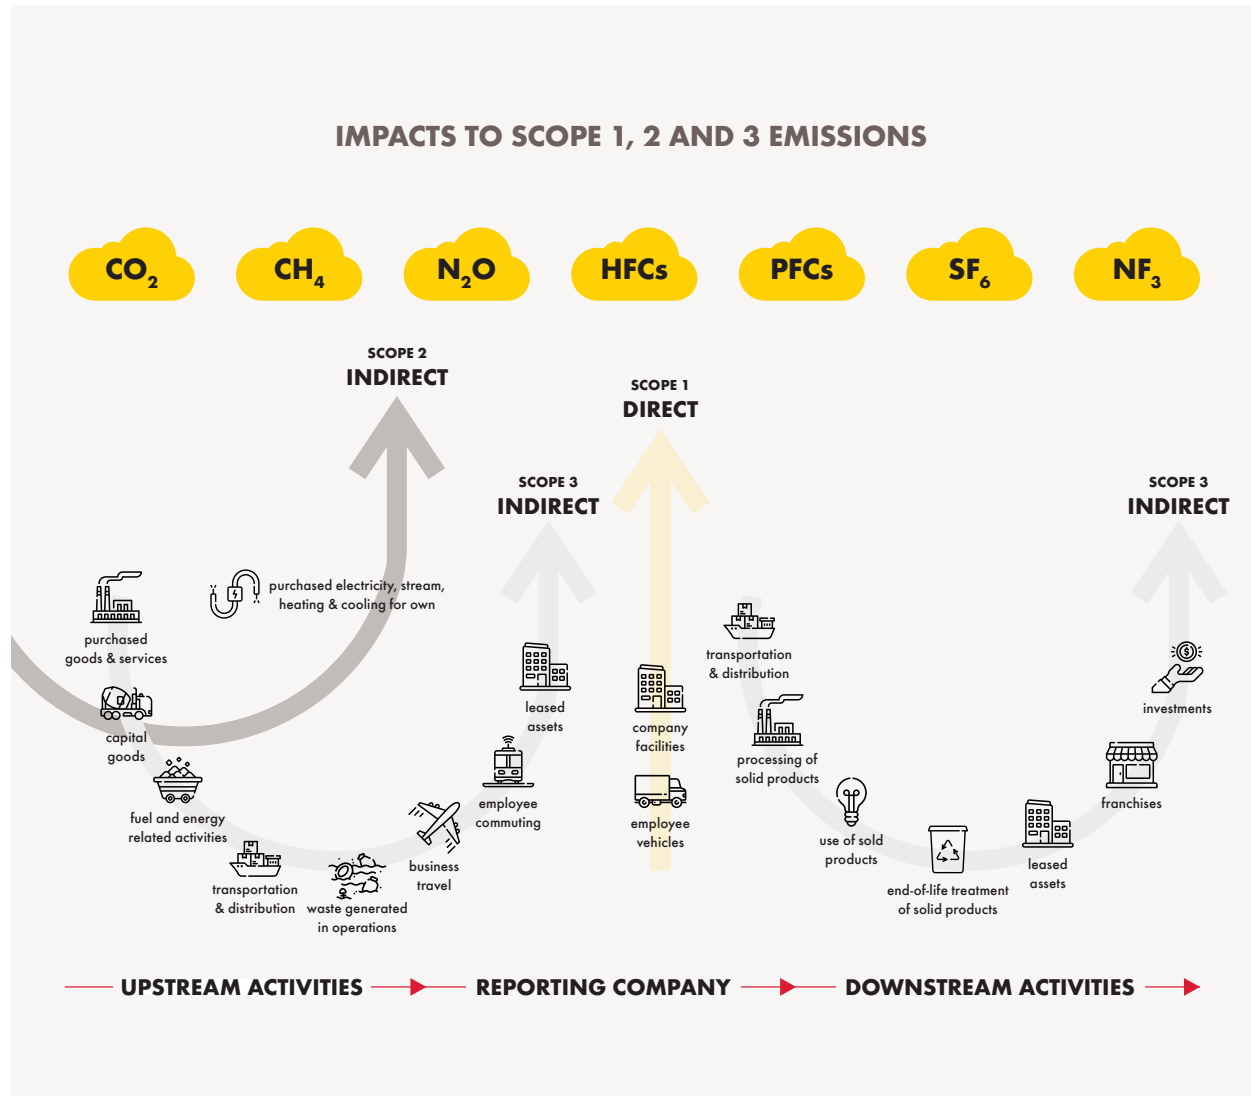 IMPACTS TO SCOPE 1, 2 AND 3 EMISSIONS
CO₂
CH₄
N₂O
HFCs
PFCs
SF₆
NF₃
SCOPE 2
INDIRECT
SCOPE 1
DIRECT
SCOPE 3
INDIRECT
SCOPE 3
INDIRECT
purchased
goods & services
purchased electricity, stream,
heating & cooling for own
capital
goods
fuel and energy
related activities
transportation
& distribution
waste generated
in operations
business
travel
employee
commuting
leased
assets
company
facilities
employee
vehicles
transportation
& distribution
processing of
solid products
use of sold
products
end-of-life treatment
of solid products
leased
assets
franchises
investments
UPSTREAM ACTIVITIES
REPORTING COMPANY
DOWNSTREAM ACTIVITIES